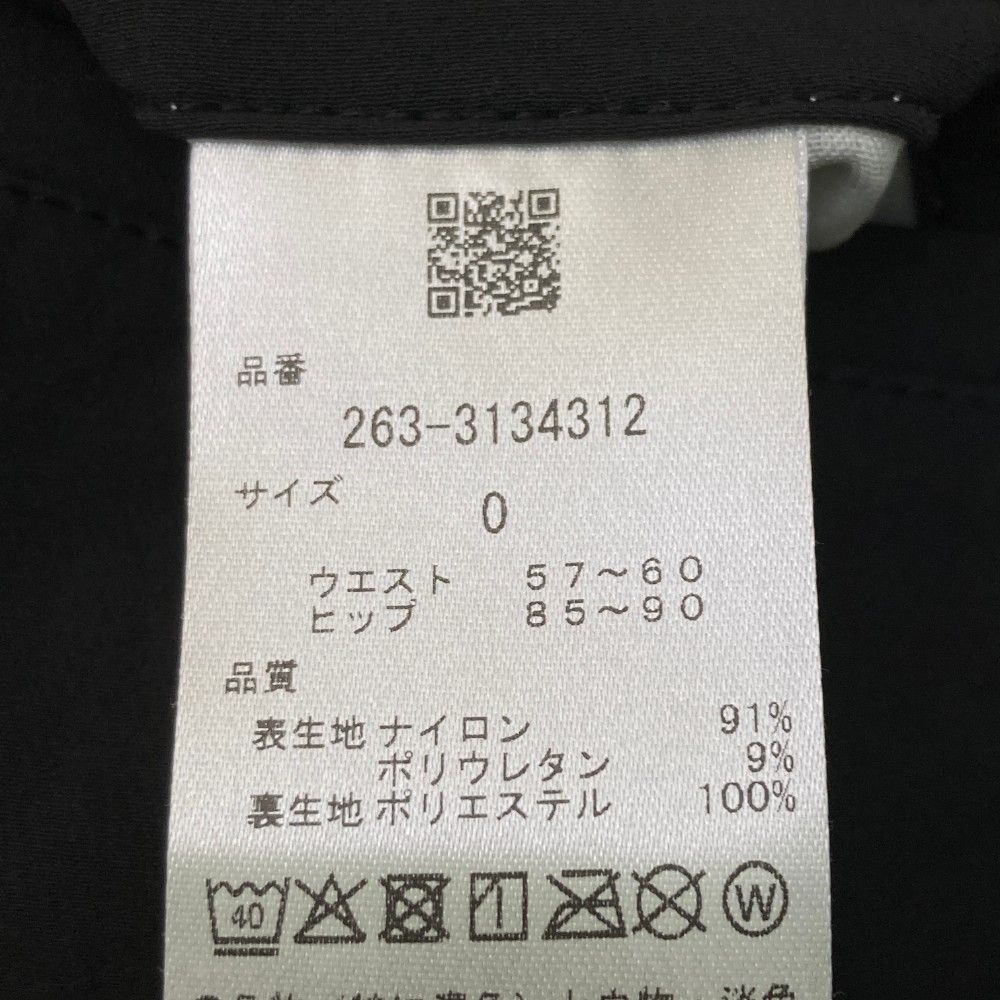 品番
263-3134312
サイズ 0
ウエスト 57～60
ヒップ 85～90
品質
表生地 ナイロン 91%
ポリウレタン 9%
裏生地 ポリエステル 100%
40 W